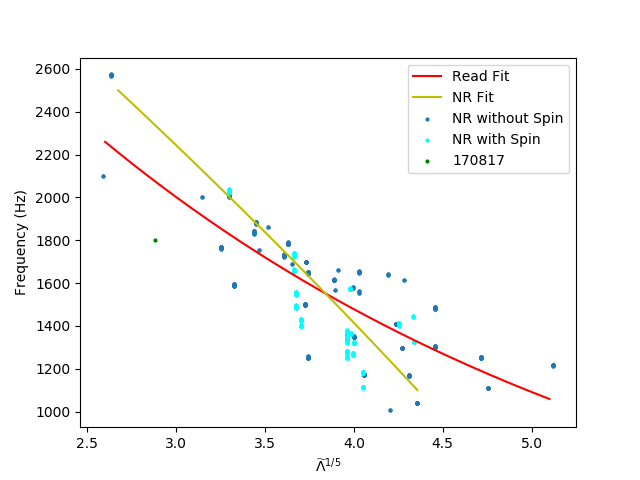 2600
2400
2200
2000
1800
1600
1400
1200
1000
Frequency (Hz)
Read Fit
NR Fit
NR without Spin
NR with Spin
170817
2.5 3.0 3.5 4.0 4.5 5.0
Λ̃^{1/5}